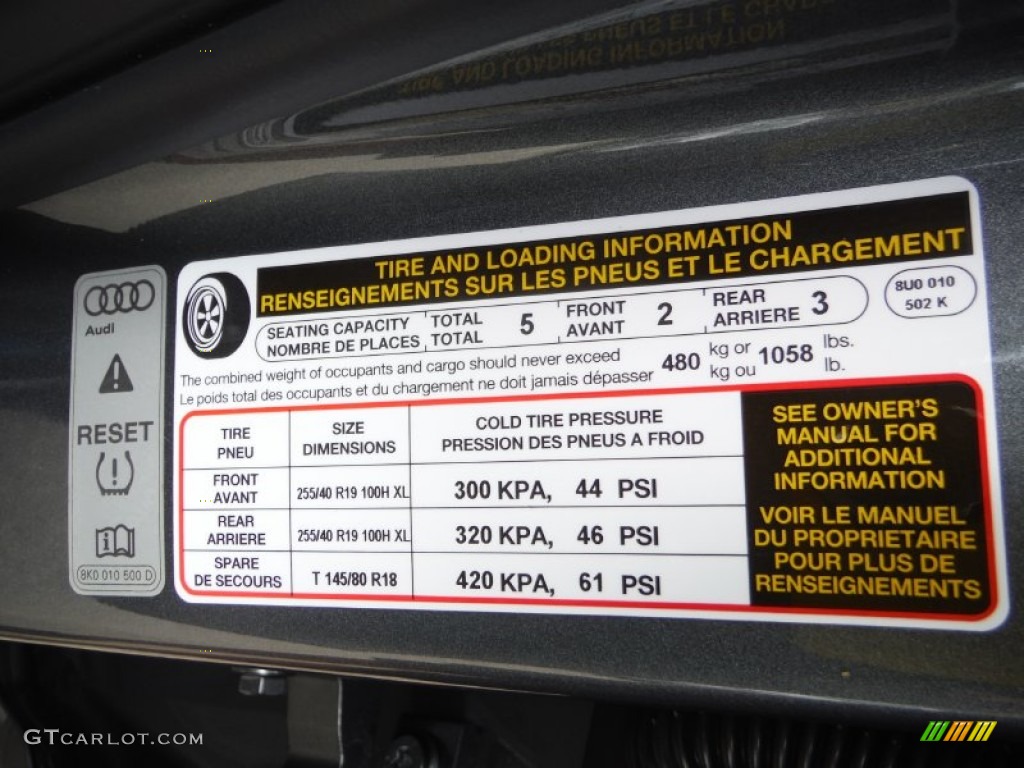 Audi
RESET
8K0 010 500 D
TIRE AND LOADING INFORMATION
RENSEIGNEMENTS SUR LES PNEUS ET LE CHARGEMENT
SEATING CAPACITY TOTAL 5 FRONT 2 REAR 3
NOMBRE DE PLACES TOTAL AVANT ARRIERE
8U0 010
502 K
The combined weight of occupants and cargo should never exceed 480 kg or 1058 lbs.
Le poids total des occupants et du chargement ne doit jamais dépasser kg ou lb.
TIRE SIZE COLD TIRE PRESSURE
PNEU DIMENSIONS PRESSION DES PNEUS A FROID
FRONT
AVANT 255/40 R19 100H XL 300 KPA, 44 PSI
REAR
ARRIERE 255/40 R19 100H XL 320 KPA, 46 PSI
SPARE
DE SECOURS T 145/80 R18 420 KPA, 61 PSI
SEE OWNER'S
MANUAL FOR
ADDITIONAL
INFORMATION
VOIR LE MANUEL
DU PROPRIETAIRE
POUR PLUS DE
RENSEIGNEMENTS
GTCARLOT.COM